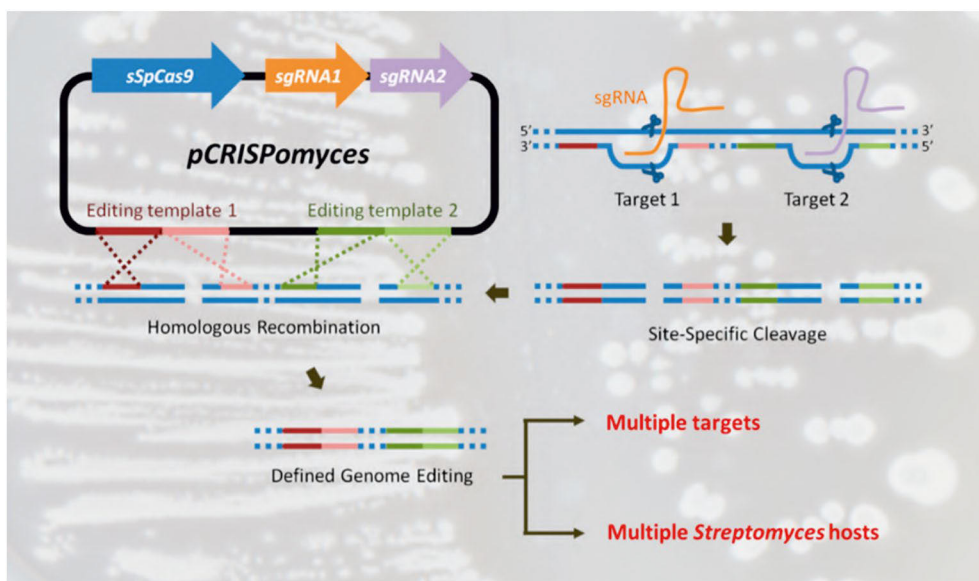 sSpCas9
sgRNA1
sgRNA2
pCRISPomyces
Editing template 1
Editing template 2
sgRNA
5’
3’
3’
5’
Target 1
Target 2
Homologous Recombination
Site-Specific Cleavage
Defined Genome Editing
Multiple targets
Multiple Streptomyces hosts